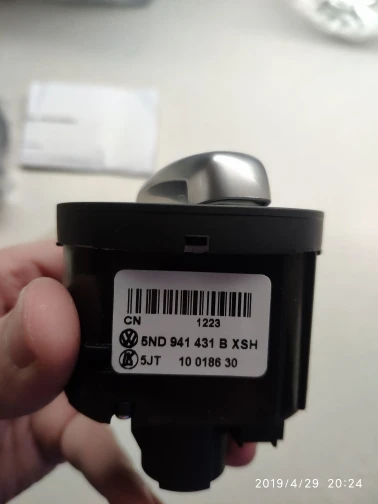 CN 1223
5ND 941 431 B XSH
5JT 10 0186 30
2019/4/29 20:24